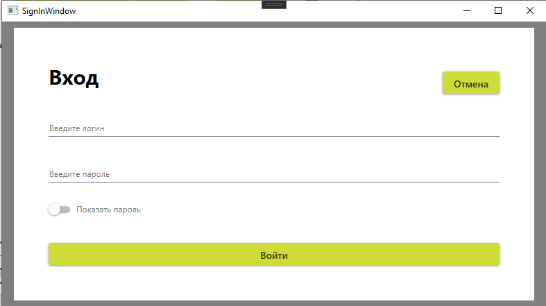 SignInWindow
Вход
Отмена
Введите логин
Введите пароль
Показать пароль
Войти